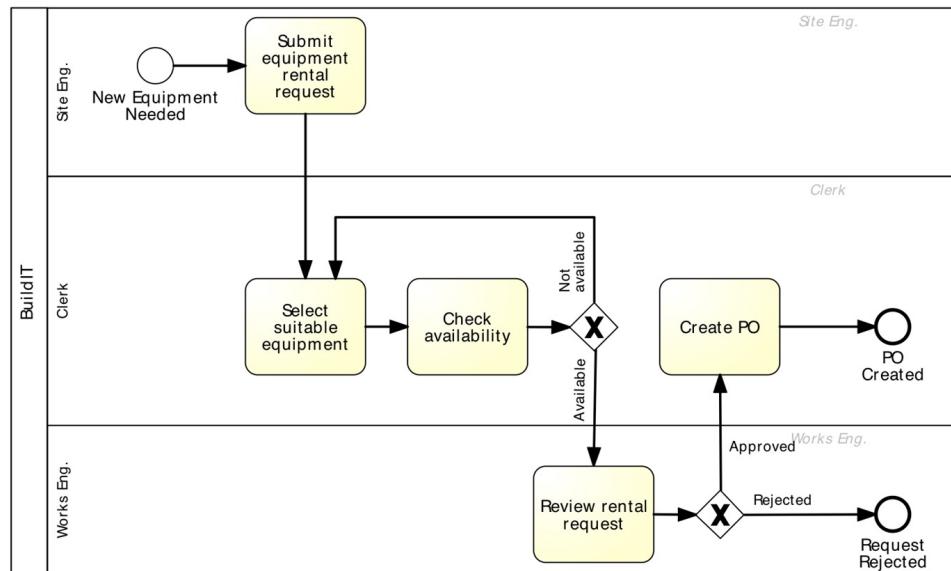 BuildIT
Site Eng.
Site Eng.
New Equipment
Needed
Submit
equipment
rental
request
Clerk
Clerk
Select
suitable
equipment
Check
availability
Not
available
Available
Create PO
PO
Created
Works Eng.
Works Eng.
Review rental
request
Approved
Rejected
Request
Rejected